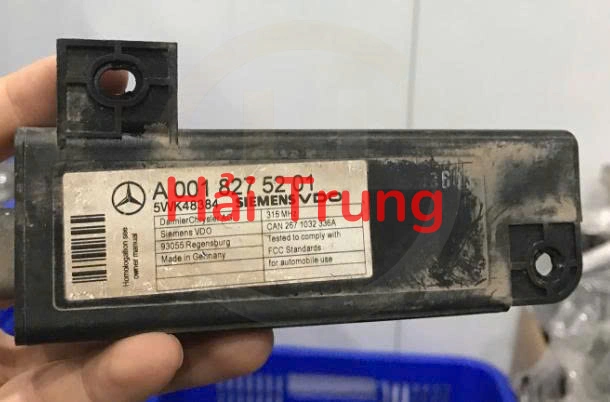 A 001 827 52 01
5WK48384 SIEMENS VDO
Hải Trung
DaimlerChrysler
Siemens VDO
93055 Regensburg
Made in Germany
315 MHz
CAN 267 1032 336A
Tested to comply with
FCC Standards
for automobile use
Homologation see
owner manual